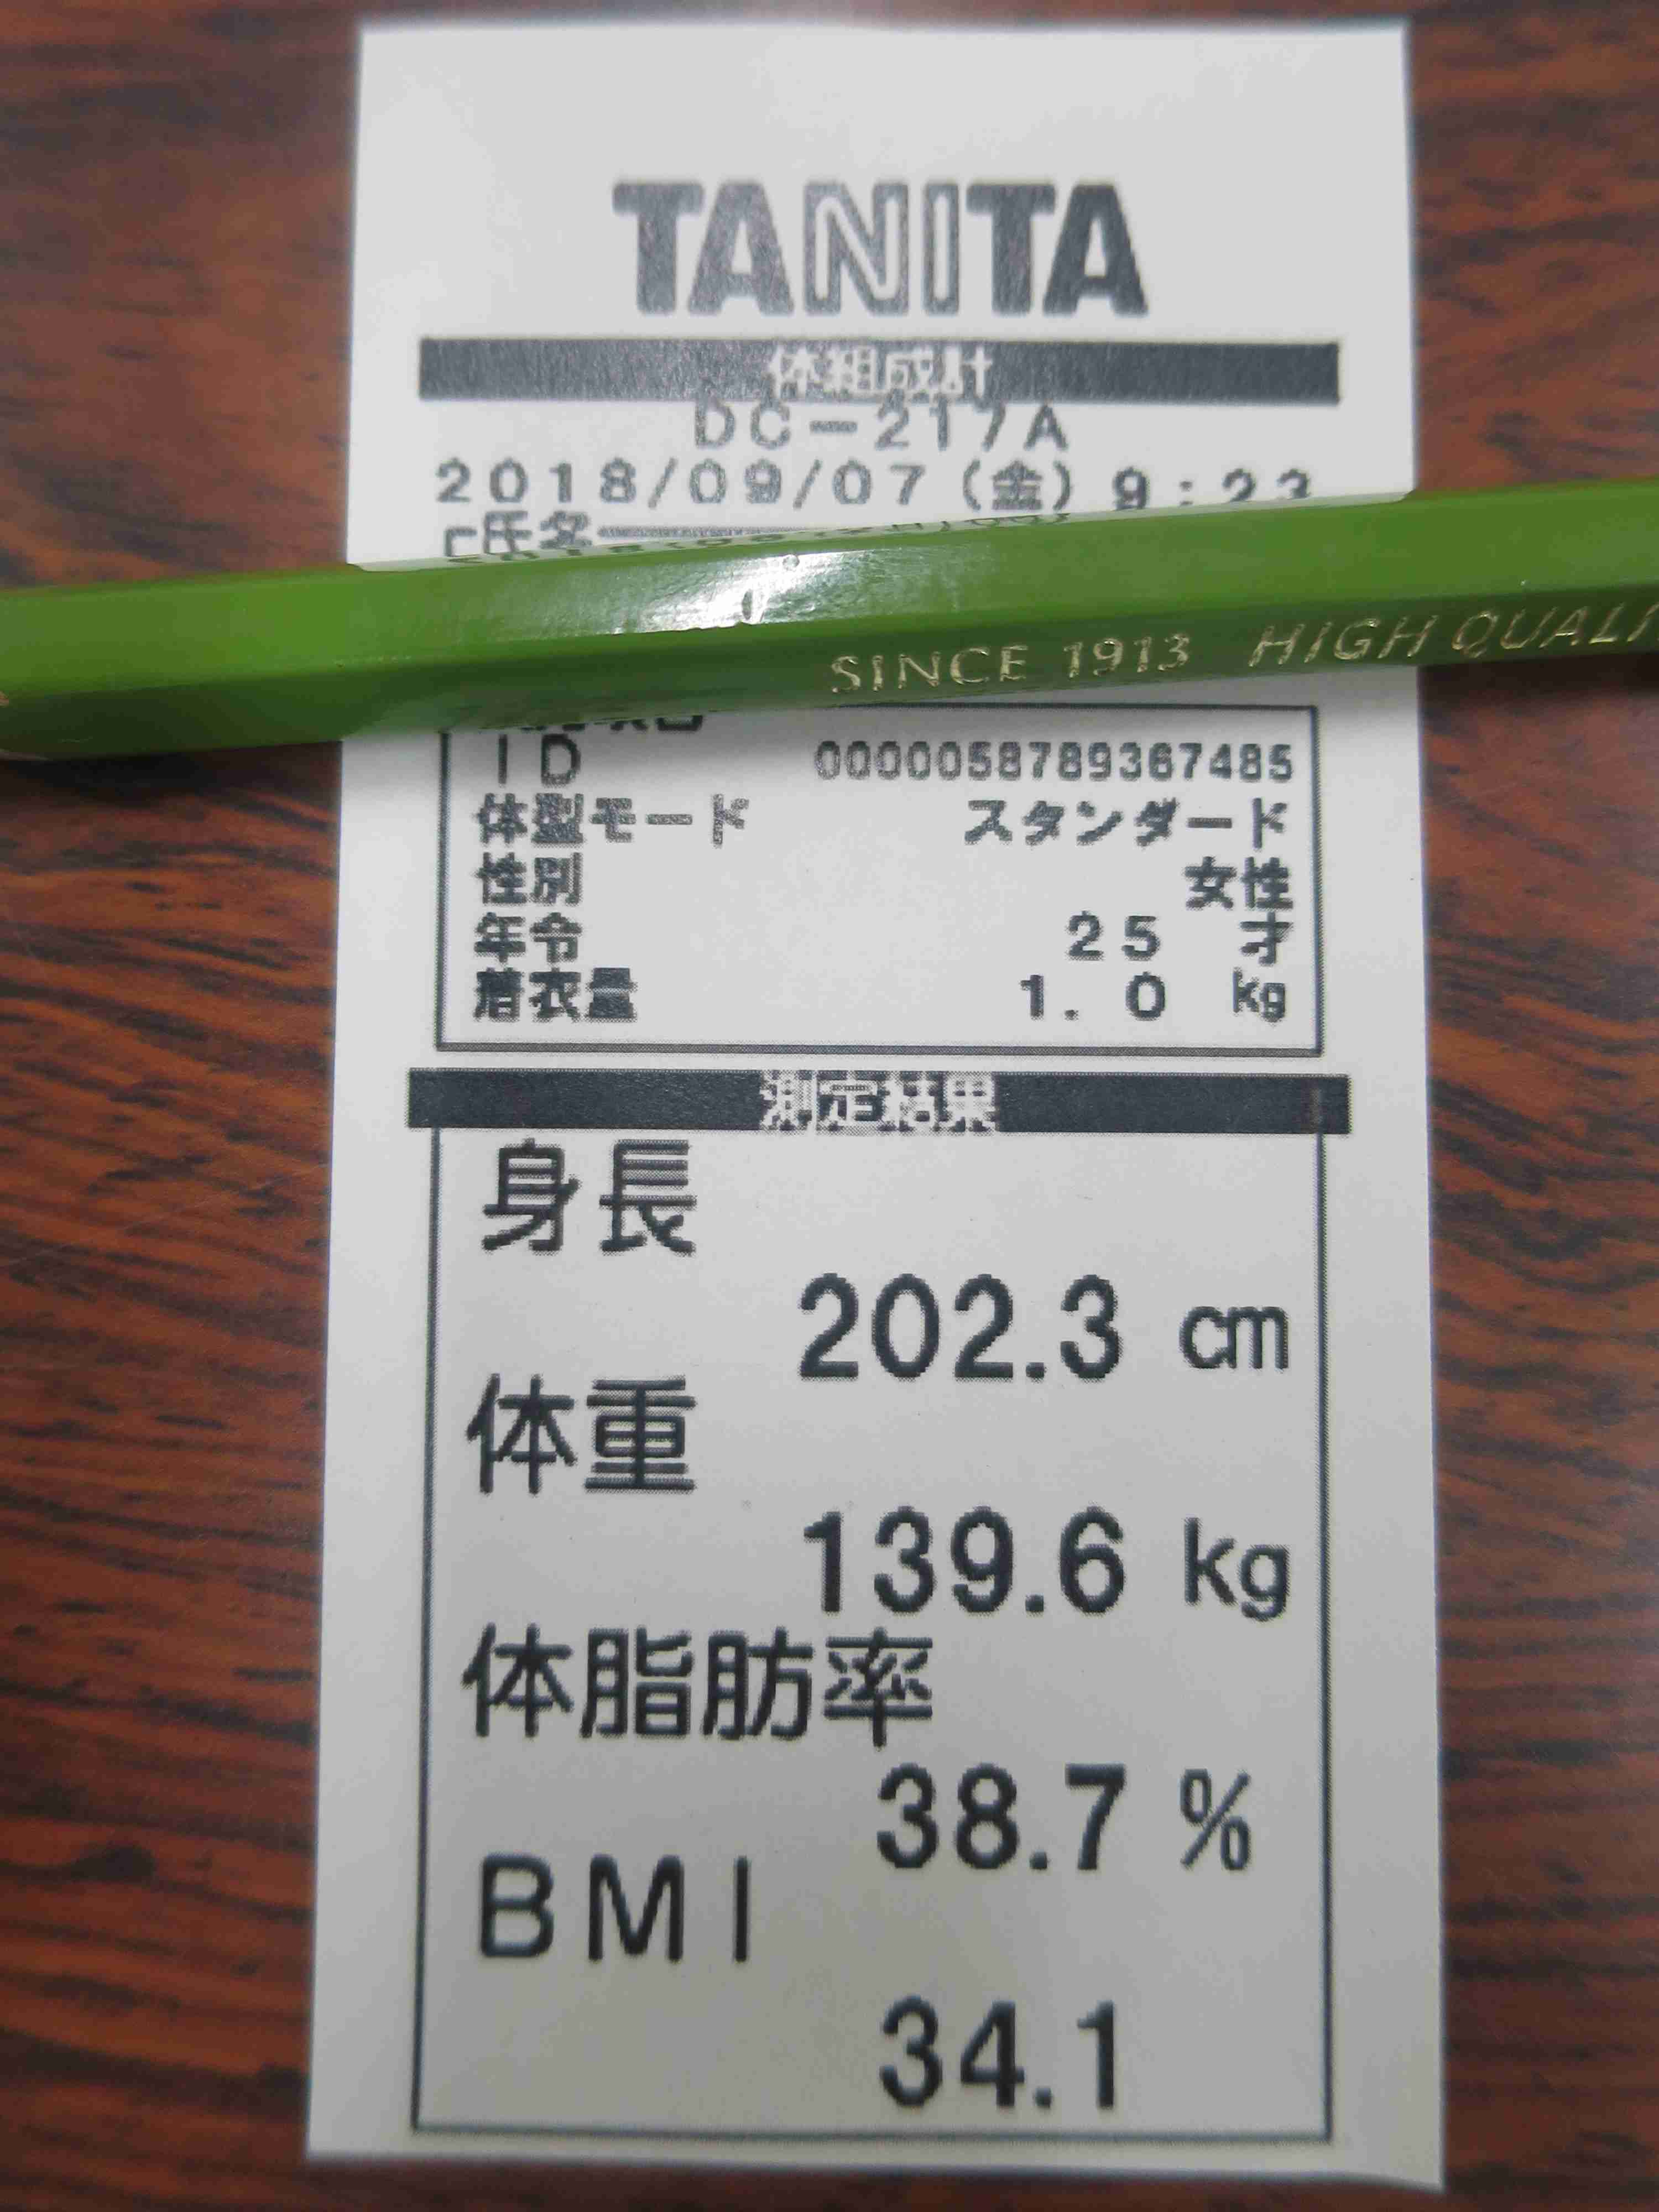 TANITA
体組成計
DC-217A
2018/09/07(金) 9:23
氏名
SINCE 1913 HIGH QUALI
ID 0000058789367485
体型モード スタンダード
性別 女性
年令 25 才
着衣量 1.0 kg
測定結果
身長
202.3 cm
体重
139.6 kg
体脂肪率
38.7 %
BMI
34.1